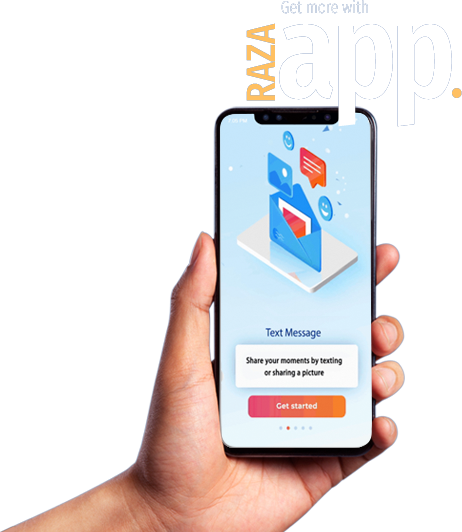 Get more with
RAZA
app.
Text Message
Share your moments by texting
or sharing a picture
Get started